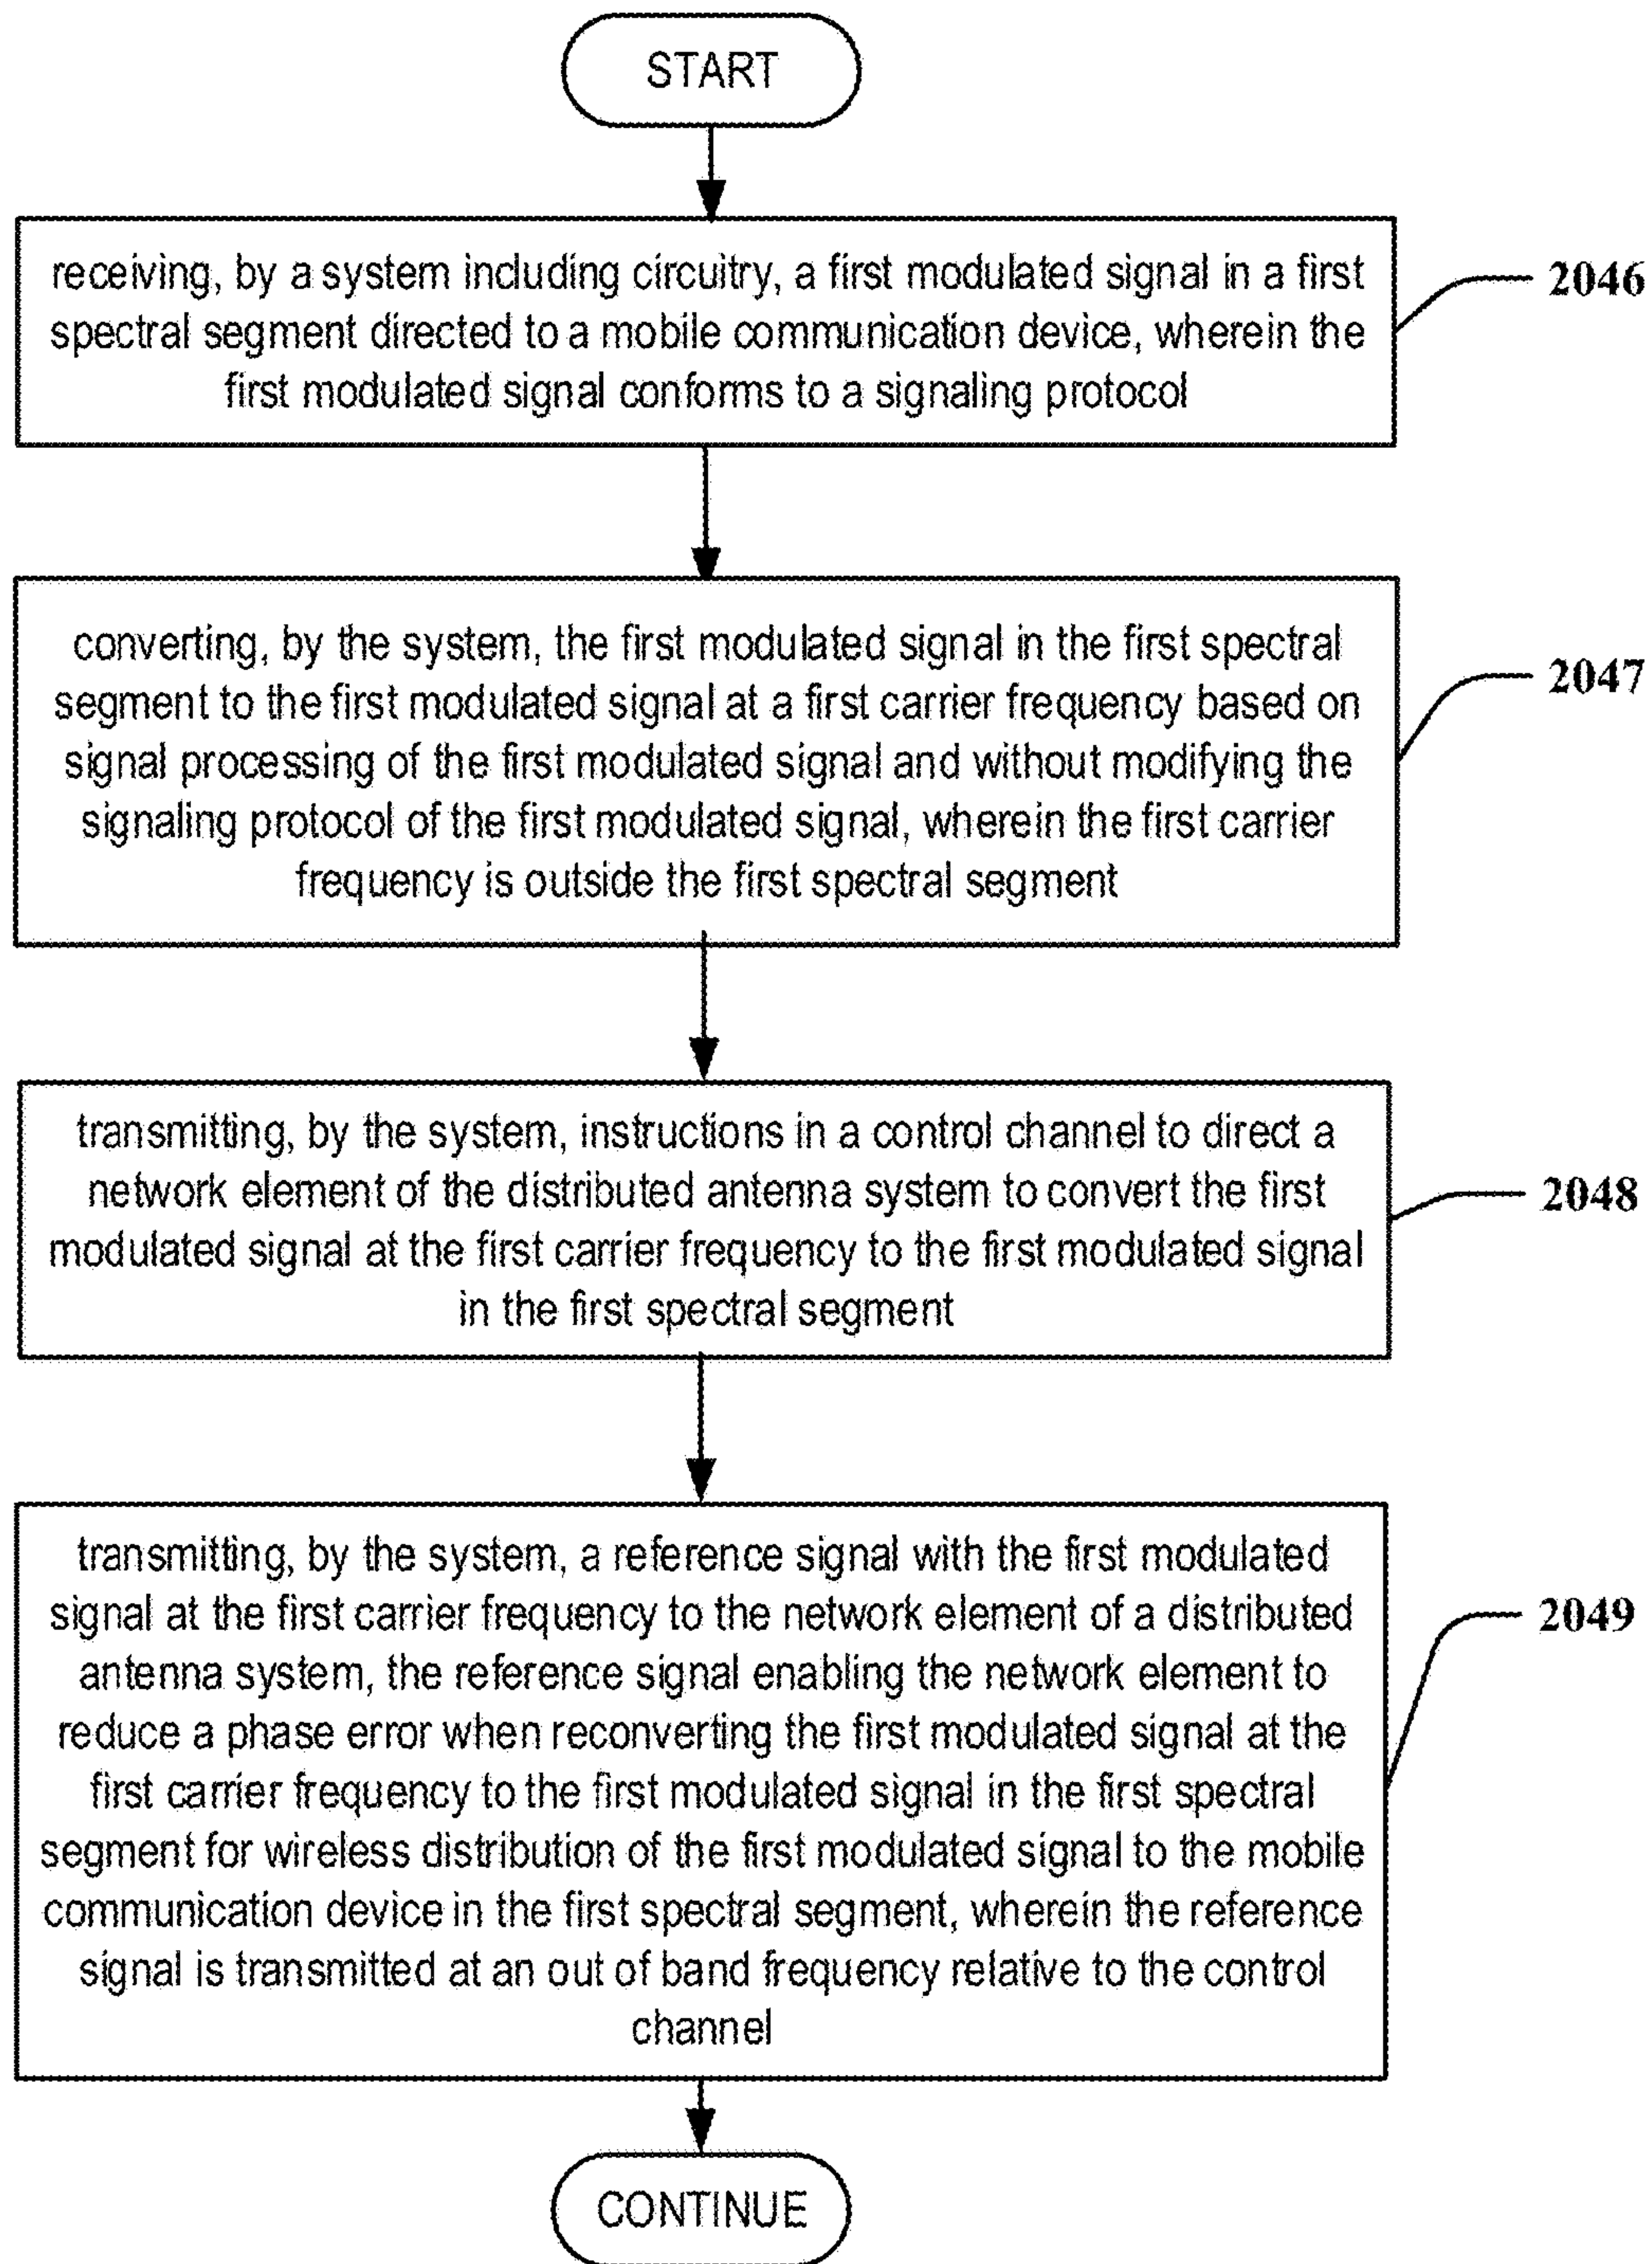 START
receiving, by a system including circuitry, a first modulated signal in a first
spectral segment directed to a mobile communication device, wherein the
first modulated signal conforms to a signaling protocol
2046
converting, by the system, the first modulated signal in the first spectral
segment to the first modulated signal at a first carrier frequency based on
signal processing of the first modulated signal and without modifying the
signaling protocol of the first modulated signal, wherein the first carrier
frequency is outside the first spectral segment
2047
transmitting, by the system, instructions in a control channel to direct a
network element of the distributed antenna system to convert the first
modulated signal at the first carrier frequency to the first modulated signal
in the first spectral segment
2048
transmitting, by the system, a reference signal with the first modulated
signal at the first carrier frequency to the network element of a distributed
antenna system, the reference signal enabling the network element to
reduce a phase error when reconverting the first modulated signal at the
first carrier frequency to the first modulated signal in the first spectral
segment for wireless distribution of the first modulated signal to the mobile
communication device in the first spectral segment, wherein the reference
signal is transmitted at an out of band frequency relative to the control
channel
2049
CONTINUE